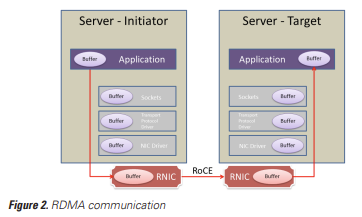 Server - Initiator
Server - Target
Buffer Application
Application Buffer
Buffer Sockets
Buffer Sockets
Buffer Transport Protocol Driver
Buffer Transport Protocol Driver
Buffer NIC Driver
NIC Driver Buffer
Buffer RNIC
RoCE
RNIC Buffer
Figure 2. RDMA communication